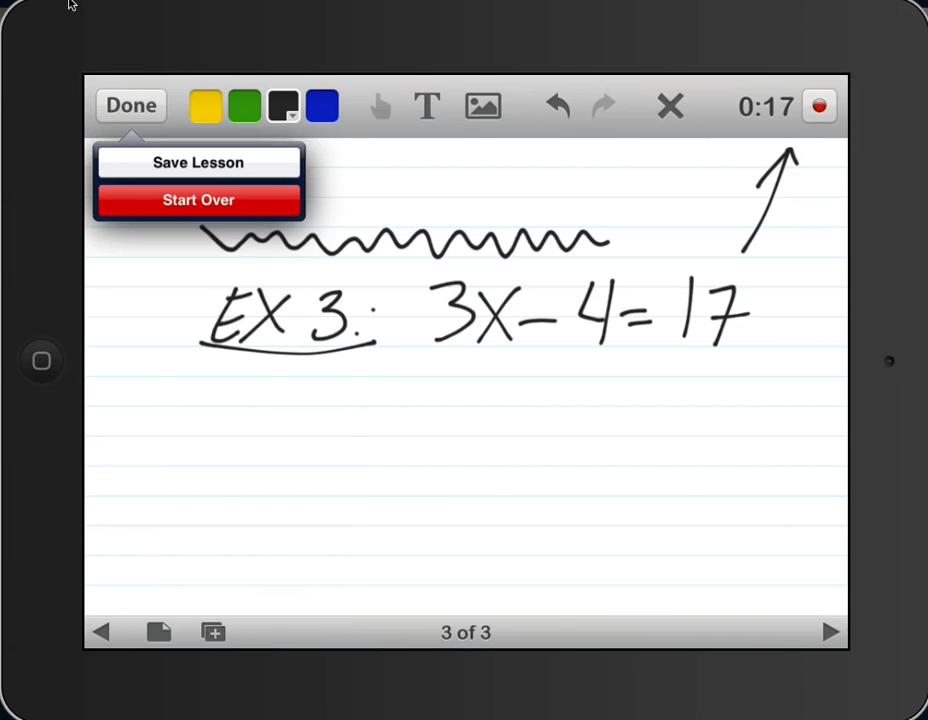 Done T 0:17
Save Lesson
Start Over
EX 3: 3X-4=17
3 of 3